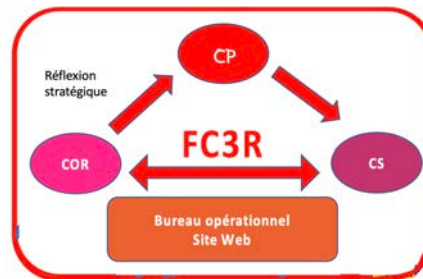 CP
Réflexion
stratégique
FC3R
COR
CS
Bureau opérationnel
Site Web